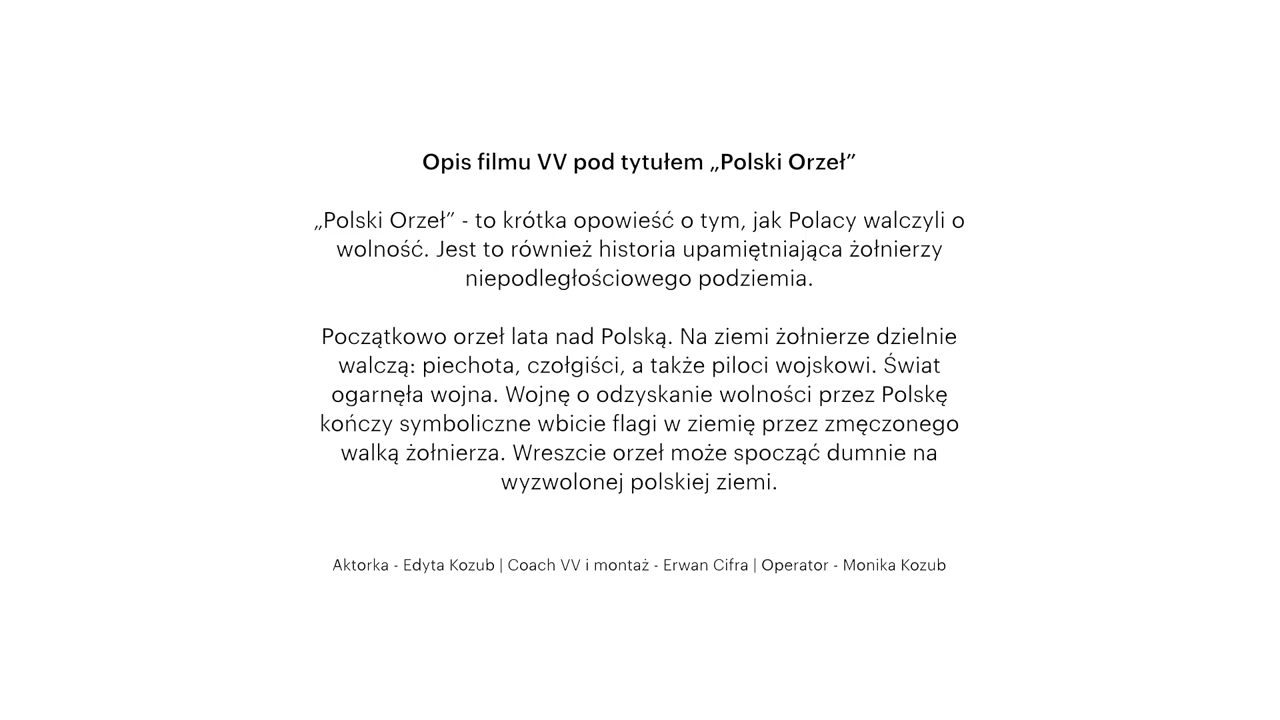 Opis filmu VV pod tytułem „Polski Orzeł”
„Polski Orzeł” - to krótka opowieść o tym, jak Polacy walczyli o
wolność. Jest to również historia upamiętniająca żołnierzy
niepodległościowego podziemia.
Początkowo orzeł lata nad Polską. Na ziemi żołnierze dzielnie
walczą: piechota, czołgiści, a także piloci wojskowi. Świat
ogarnęła wojna. Wojnę o odzyskanie wolności przez Polskę
kończy symboliczne wbicie flagi w ziemię przez zmęczonego
walką żołnierza. Wreszcie orzeł może spocząć dumnie na
wyzwolonej polskiej ziemi.
Aktorka - Edyta Kozub | Coach VV i montaż - Erwan Cifra | Operator - Monika Kozub